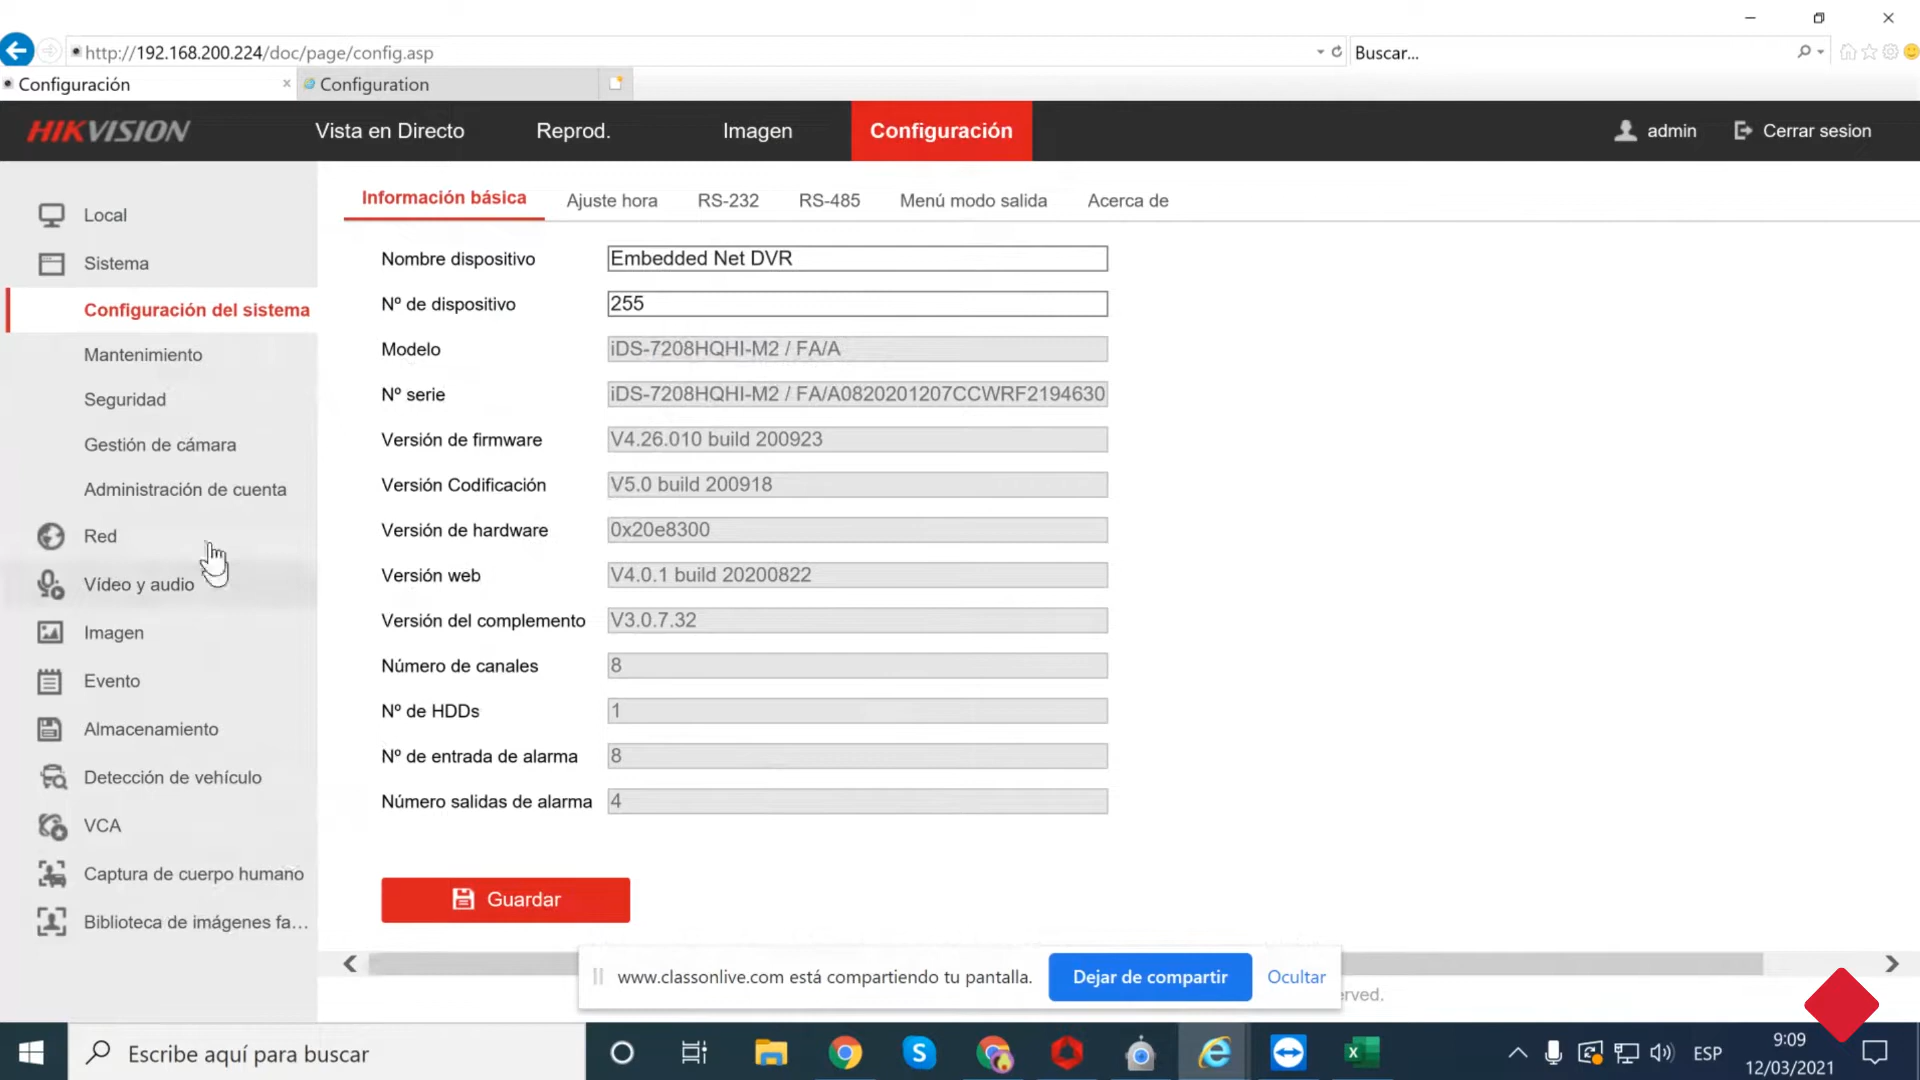 http://192.168.200.224/doc/page/config.asp
Buscar...
Configuración
Configuration
HIKVISION
Vista en Directo
Reprod.
Imagen
Configuración
admin
Cerrar sesion
Local
Sistema
Configuración del sistema
Mantenimiento
Seguridad
Gestión de cámara
Administración de cuenta
Red
Vídeo y audio
Imagen
Evento
Almacenamiento
Detección de vehículo
VCA
Captura de cuerpo humano
Biblioteca de imágenes fa...
Información básica
Ajuste hora
RS-232
RS-485
Menú modo salida
Acerca de
Nombre dispositivo
Embedded Net DVR
Nº de dispositivo
255
Modelo
iDS-7208HQHI-M2 / FA/A
Nº serie
iDS-7208HQHI-M2 / FA/A0820201207CCWRF2194630
Versión de firmware
V4.26.010 build 200923
Versión Codificación
V5.0 build 200918
Versión de hardware
0x20e8300
Versión web
V4.0.1 build 20200822
Versión del complemento
V3.0.7.32
Número de canales
8
Nº de HDDs
1
Nº de entrada de alarma
8
Número salidas de alarma
4
Guardar
www.classonlive.com está compartiendo tu pantalla.
Dejar de compartir
Ocultar
erved.
Escribe aquí para buscar
ESP
9:09
12/03/2021